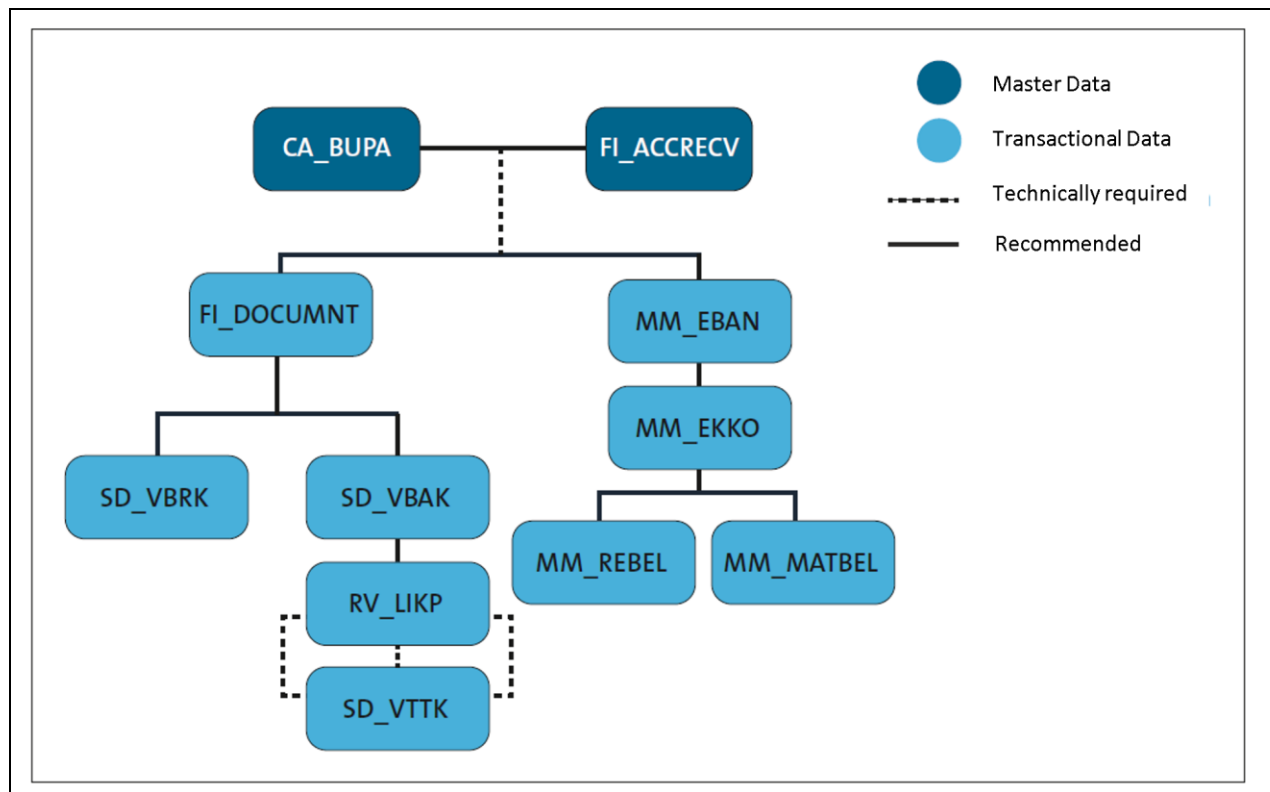 CA_BUPA
FI_ACCRECV
Master Data
Transactional Data
Technically required
Recommended
FI_DOCUMNT
MM_EBAN
MM_EKKO
SD_VBRK
SD_VBAK
MM_REBEL
MM_MATBEL
RV_LIKP
SD_VTTK